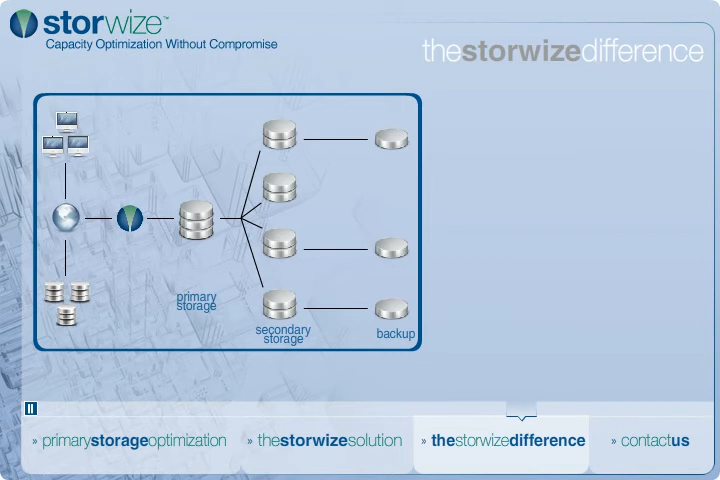 storwize™
Capacity Optimization Without Compromise
thestorwizedifference
primary
storage
secondary
storage
backup
» primarystorageoptimization
» thestorwizesolution
» thestorwizedifference
» contactus